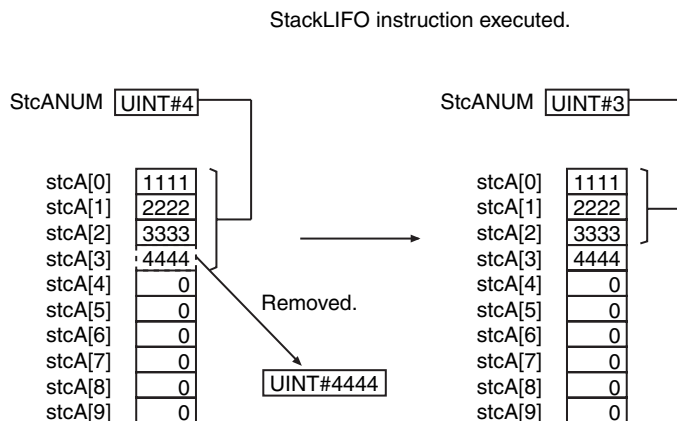 StackLIFO instruction executed.
StcANUM UINT#4 StcANUM UINT#3
stcA[0] 1111 stcA[0] 1111
stcA[1] 2222 stcA[1] 2222
stcA[2] 3333 stcA[2] 3333
stcA[3] 4444 stcA[3] 4444
stcA[4] 0 stcA[4] 0
stcA[5] 0 Removed. stcA[5] 0
stcA[6] 0 stcA[6] 0
stcA[7] 0 stcA[7] 0
stcA[8] 0 UINT#4444 stcA[8] 0
stcA[9] 0 stcA[9] 0